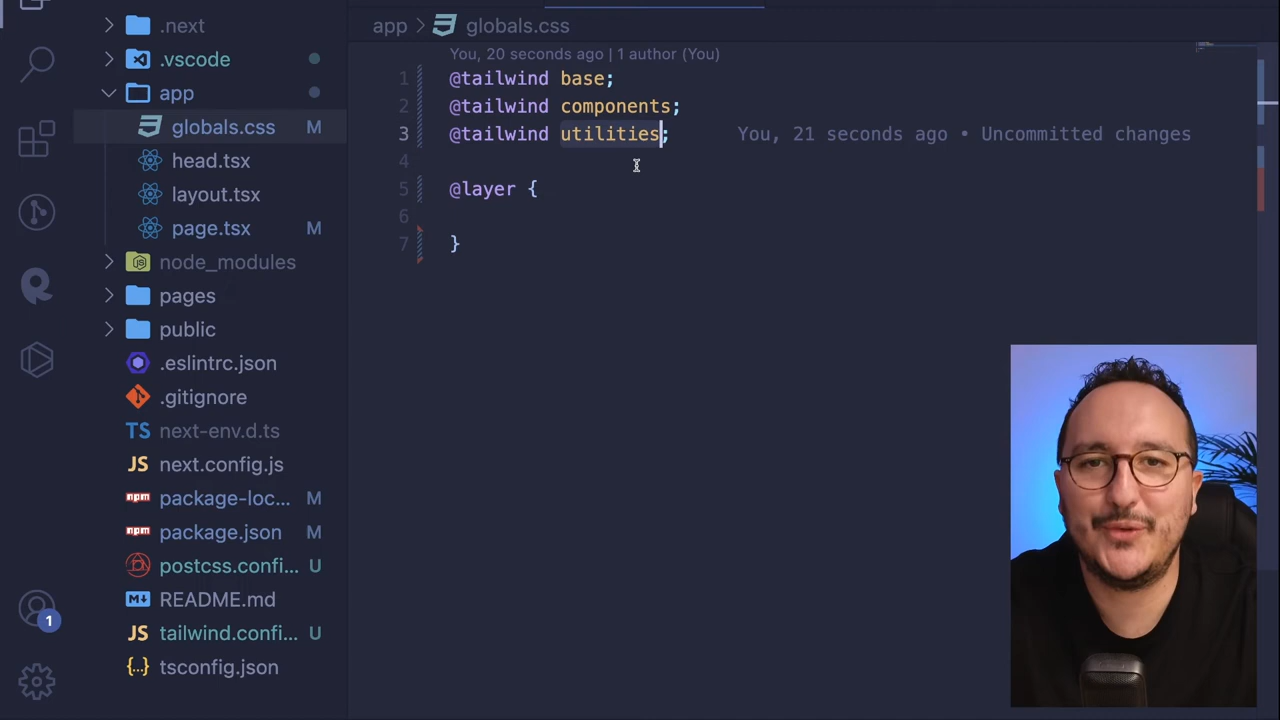 .next
.vscode
app
globals.css M
head.tsx
layout.tsx
page.tsx M
node_modules
pages
public
.eslintrc.json
.gitignore
next-env.d.ts
next.config.js
package-loc... M
package.json M
postcss.confi... U
README.md
tailwind.confi... U
tsconfig.json
1
app > globals.css
You, 20 seconds ago | 1 author (You)
1 @tailwind base;
2 @tailwind components;
3 @tailwind utilities; You, 21 seconds ago • Uncommitted changes
4
5 @layer {
6
7 }